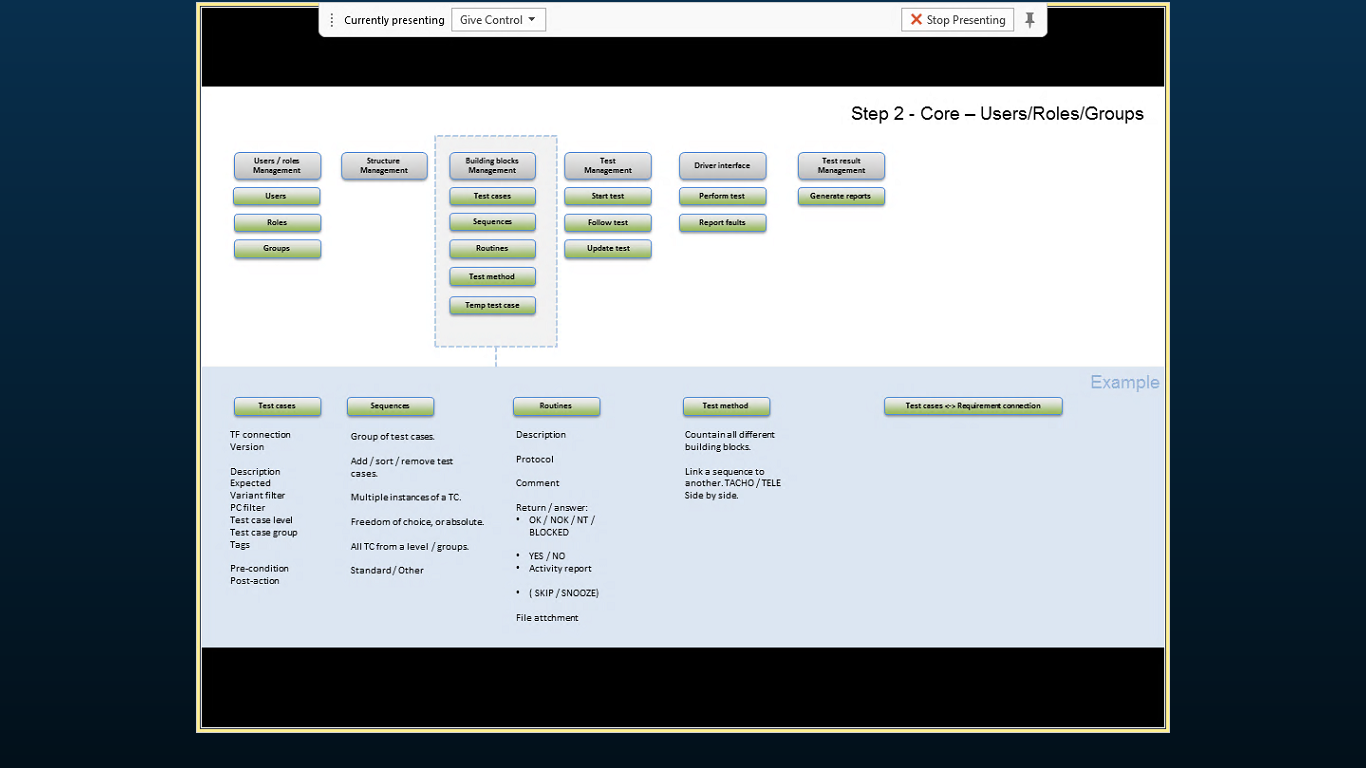 Currently presenting
Give Control
Stop Presenting
Step 2 - Core – Users/Roles/Groups
Users / roles
Management
Users
Roles
Groups
Structure
Management
Building blocks
Management
Test cases
Sequences
Routines
Test method
Temp test case
Test
Management
Start test
Follow test
Update test
Driver interface
Perform test
Report faults
Test result
Management
Generate reports
Example
Test cases
TF connection
Version
Description
Expected
Variant filter
PC filter
Test case level
Test case group
Tags
Pre-condition
Post-action
Sequences
Group of test cases.
Add / sort / remove test
cases.
Multiple instances of a TC.
Freedom of choice, or absolute.
All TC from a level / groups.
Standard / Other
Routines
Description
Protocol
Comment
Return / answer:
• OK / NOK / NT /
BLOCKED
• YES / NO
• Activity report
• ( SKIP / SNOOZE)
File attchment
Test method
Countain all different
building blocks.
Link a sequence to
another. TACHO / TELE
Side by side.
Test cases <-> Requirement connection